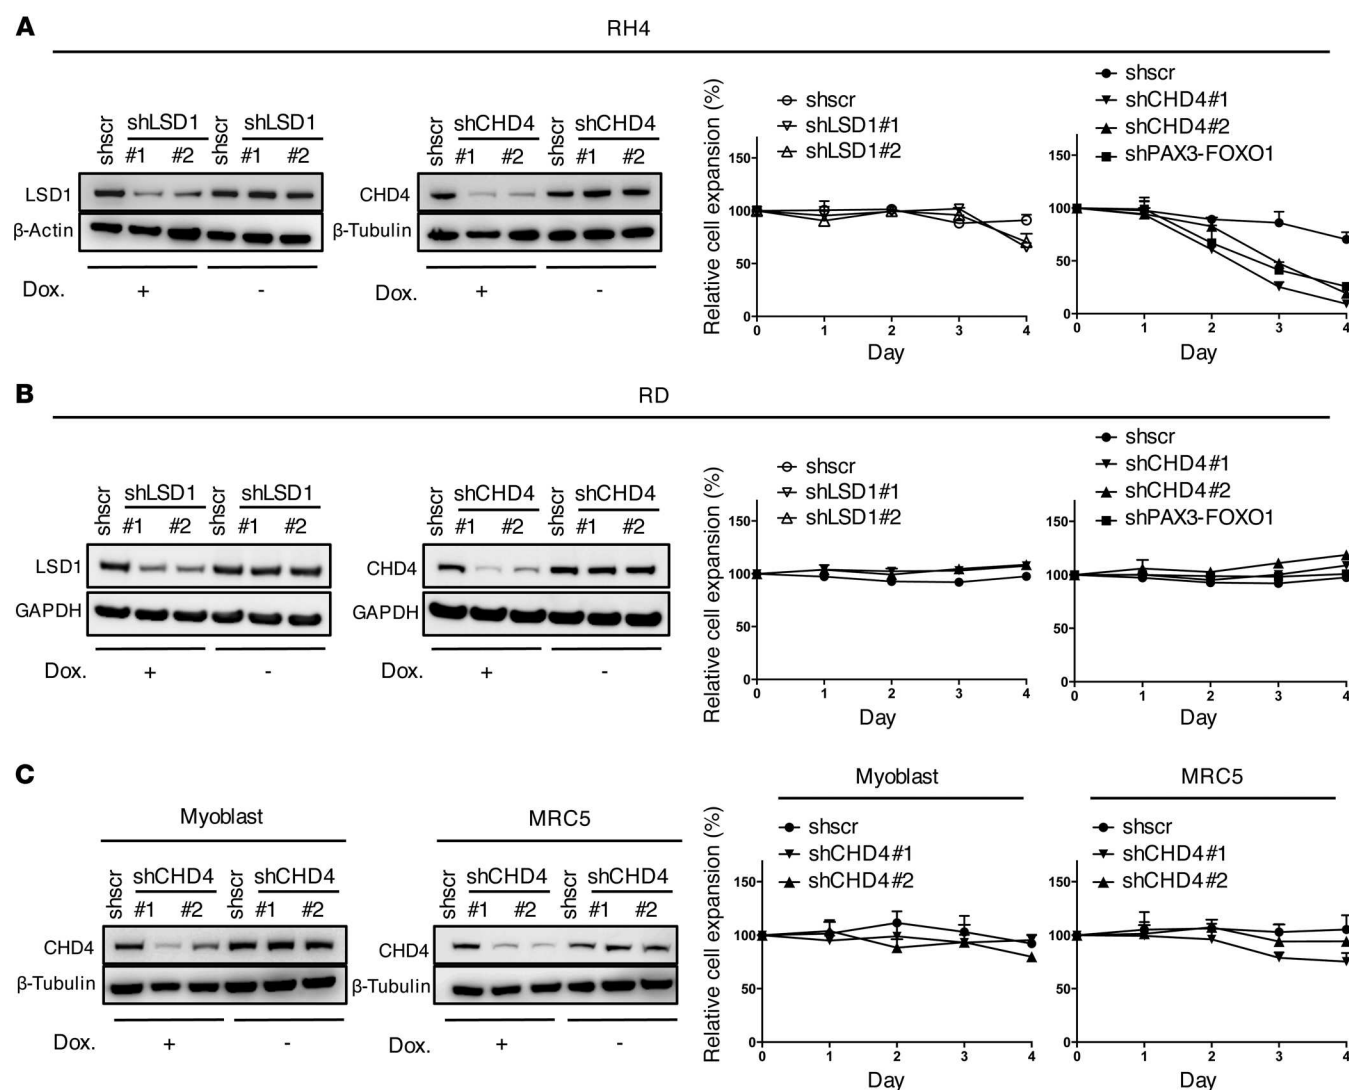 A
RH4
shscr
shLSD1
#1 #2
shscr
shLSD1
#1 #2
LSD1
β-Actin
Dox. + -
shscr
shCHD4
#1 #2
shscr
shCHD4
#1 #2
CHD4
β-Tubulin
Dox. + -
Relative cell expansion (%)
shscr
shLSD1#1
shLSD1#2
150
100
50
0
0 1 2 3 4
Day
shscr
shCHD4#1
shCHD4#2
shPAX3-FOXO1
150
100
50
0
0 1 2 3 4
Day
B
RD
shscr
shLSD1
#1 #2
shscr
shLSD1
#1 #2
LSD1
GAPDH
Dox. + -
shscr
shCHD4
#1 #2
shscr
shCHD4
#1 #2
CHD4
GAPDH
Dox. + -
Relative cell expansion (%)
shscr
shLSD1#1
shLSD1#2
150
100
50
0
0 1 2 3 4
Day
shscr
shCHD4#1
shCHD4#2
shPAX3-FOXO1
150
100
50
0
0 1 2 3 4
Day
C
Myoblast
shscr
shCHD4
#1 #2
shscr
shCHD4
#1 #2
CHD4
β-Tubulin
Dox. + -
MRC5
shscr
shCHD4
#1 #2
shscr
shCHD4
#1 #2
CHD4
β-Tubulin
Dox. + -
Relative cell expansion (%)
Myoblast
shscr
shCHD4#1
shCHD4#2
150
100
50
0
0 1 2 3 4
Day
MRC5
shscr
shCHD4#1
shCHD4#2
150
100
50
0
0 1 2 3 4
Day